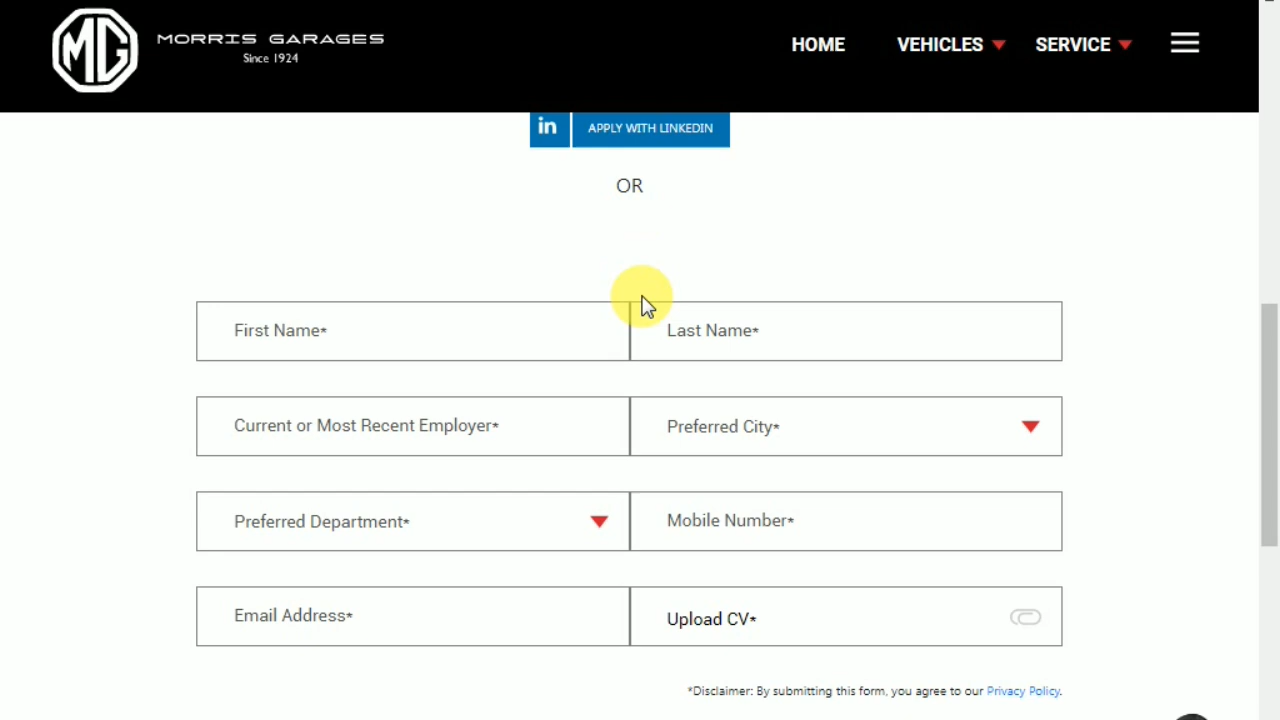 MG
MORRIS GARAGES
Since 1924
HOME
VEHICLES
SERVICE
in
APPLY WITH LINKEDIN
OR
First Name*
Last Name*
Current or Most Recent Employer*
Preferred City*
Preferred Department*
Mobile Number*
Email Address*
Upload CV*
*Disclaimer: By submitting this form, you agree to our Privacy Policy.